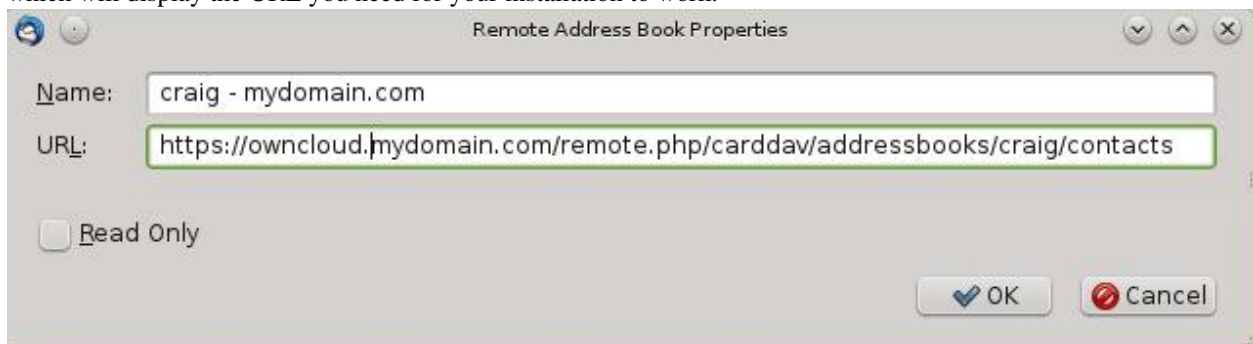 which will display the URL you need for your installation to work.
Remote Address Book Properties
Name: craig - mydomain.com
URL: https://owncloud.mydomain.com/remote.php/carddav/addressbooks/craig/contacts
Read Only
OK Cancel